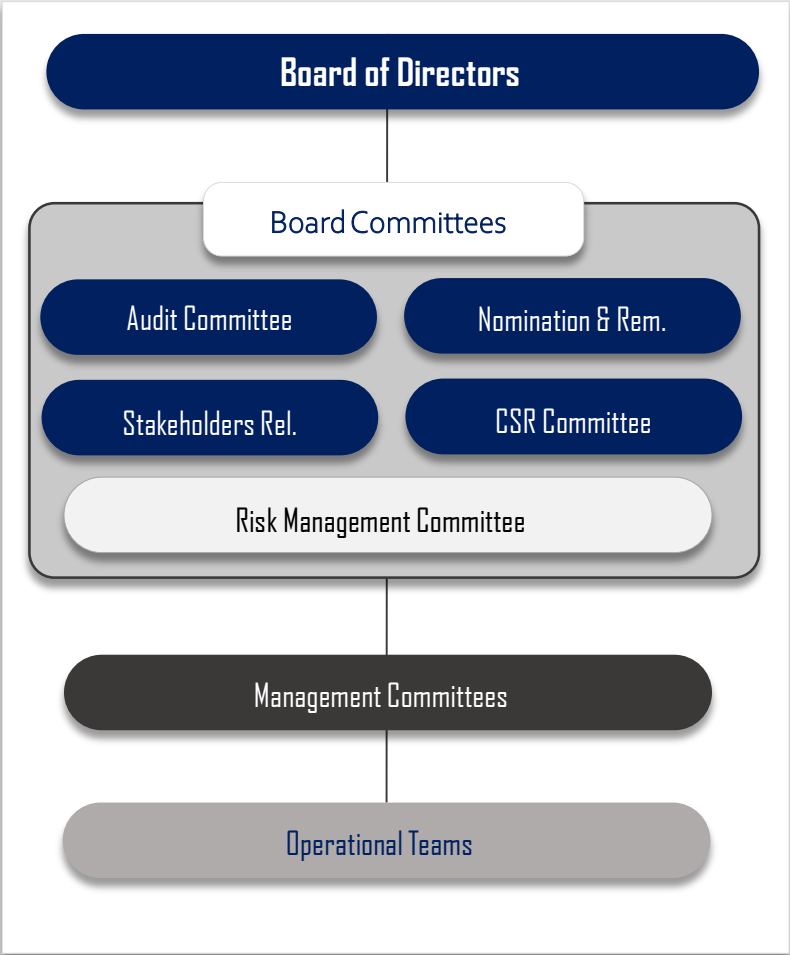 Board of Directors
Board Committees
Audit Committee
Nomination & Rem.
Stakeholders Rel.
CSR Committee
Risk Management Committee
Management Committees
Operational Teams